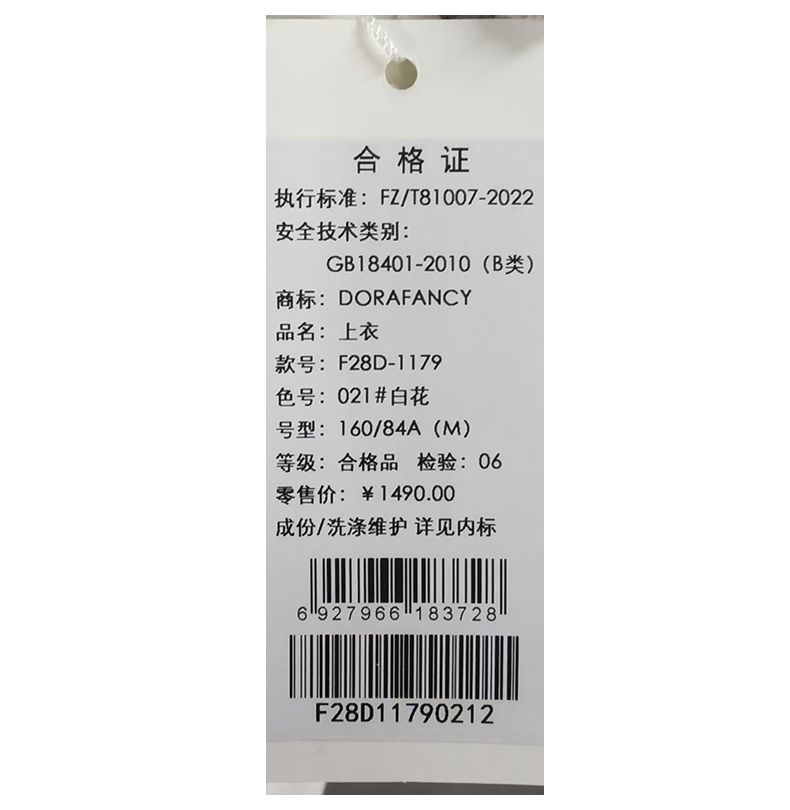 合格证
执行标准：FZ/T81007-2022
安全技术类别：
GB18401-2010（B类）
商标：DORAFANCY
品名：上衣
款号：F28D-1179
色号：021#白花
号型：160/84A（M）
等级：合格品 检验：06
零售价：￥1490.00
成份/洗涤维护 详见内标
6 927966 183728
F28D11790212